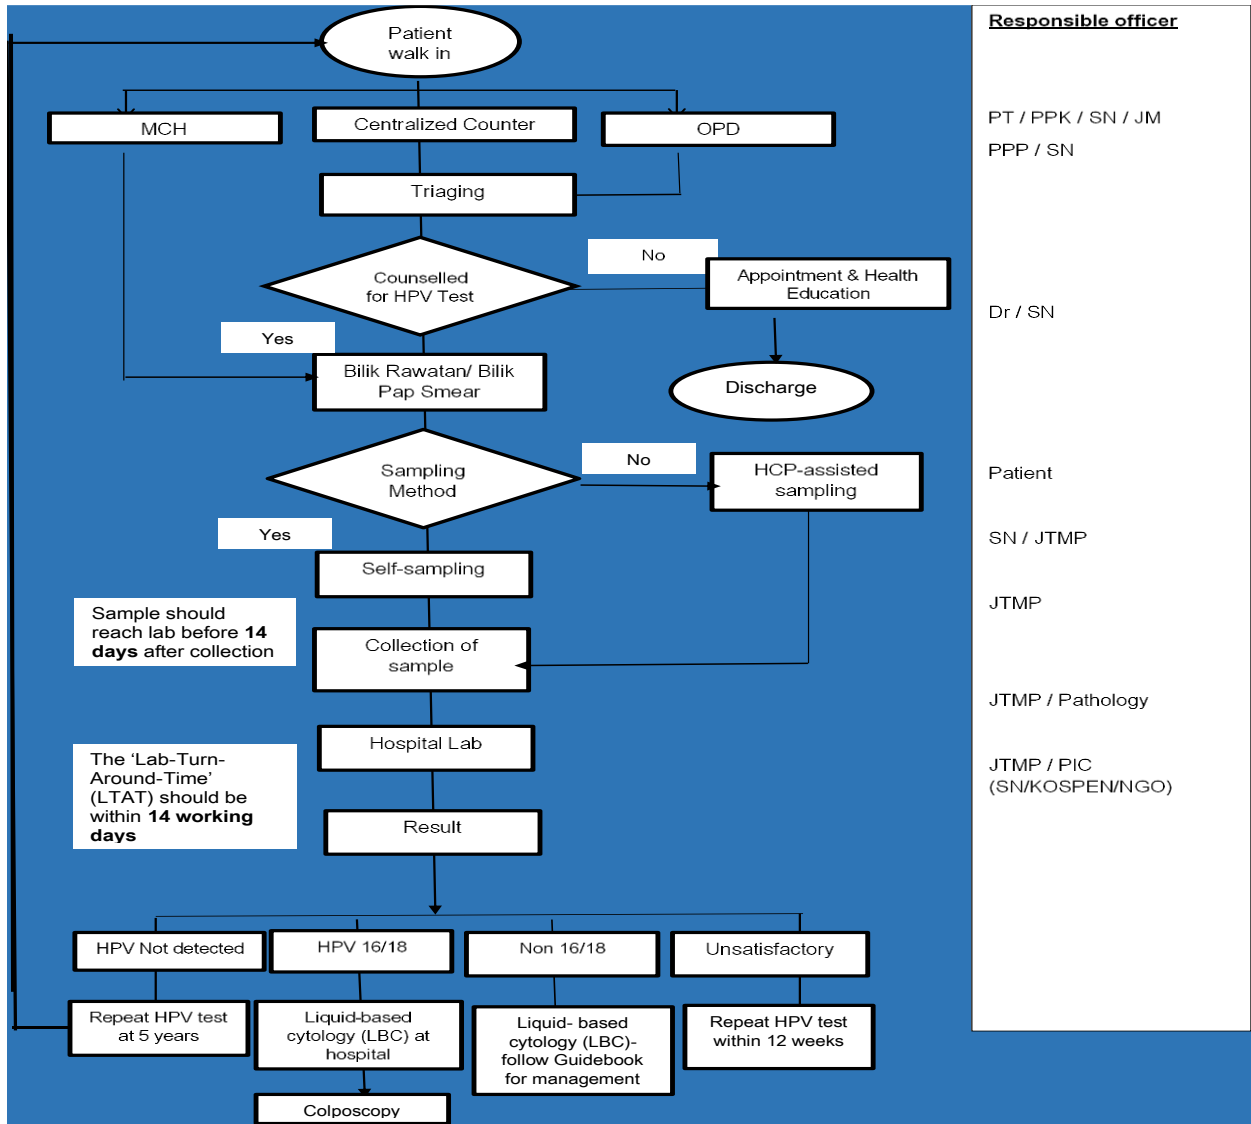 Patient
walk in
Responsible officer
MCH
Centralized Counter
OPD
PT / PPK / SN / JM
PPP / SN
Triaging
Counselled
for HPV Test
No
Appointment & Health
Education
Dr / SN
Yes
Bilik Rawatan/ Bilik
Pap Smear
Discharge
Sampling
Method
No
HCP-assisted
sampling
Patient
Yes
SN / JTMP
Self-sampling
Sample should
reach lab before 14
days after collection
Collection of
sample
JTMP
Hospital Lab
JTMP / Pathology
The ‘Lab-Turn-
Around-Time’
(LTAT) should be
within 14 working
days
JTMP / PIC
(SN/KOSPEN/NGO)
Result
HPV Not detected
HPV 16/18
Non 16/18
Unsatisfactory
Repeat HPV test
at 5 years
Liquid-based
cytology (LBC) at
hospital
Liquid- based
cytology (LBC)-
follow Guidebook
for management
Repeat HPV test
within 12 weeks
Colposcopy